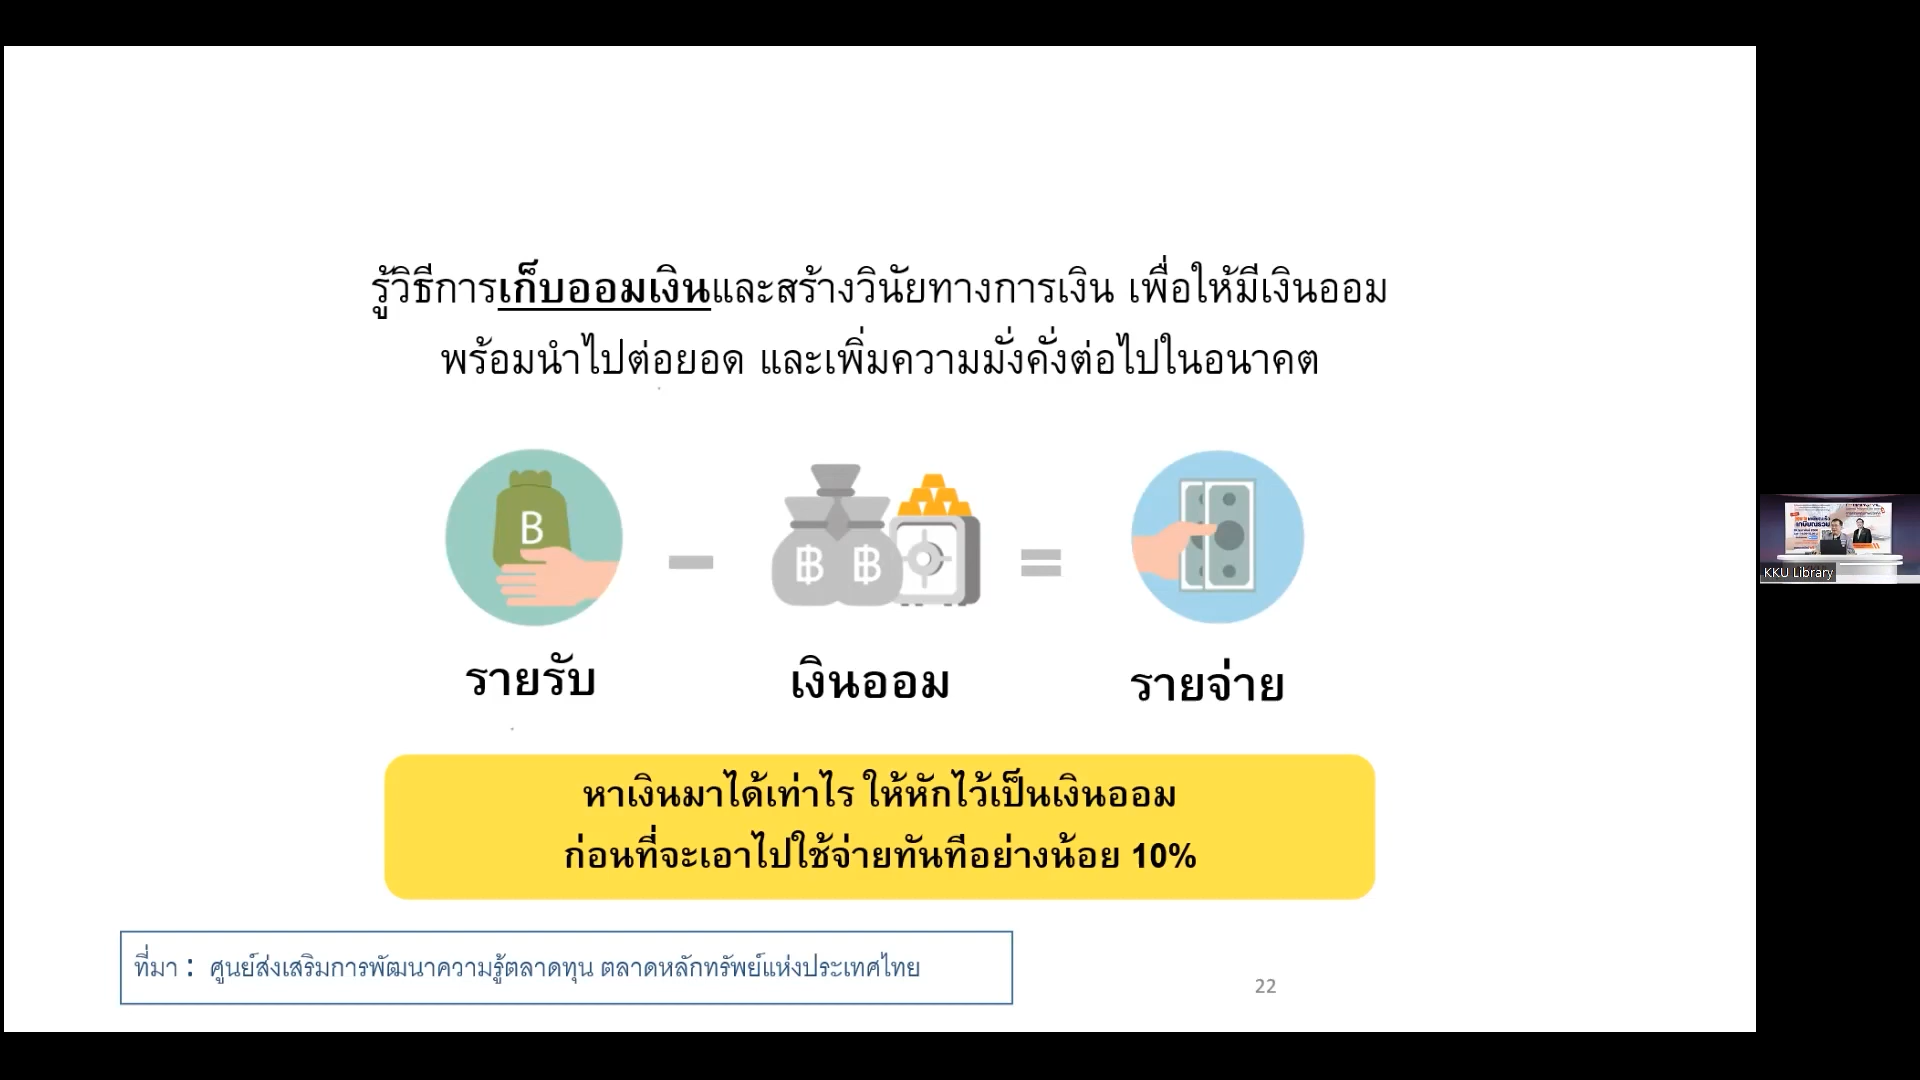 รู้วิธีการเก็บออมเงินและสร้างวินัยทางการเงิน เพื่อให้มีเงินออม
พร้อมนำไปต่อยอด และเพิ่มความมั่งคั่งต่อไปในอนาคต
B
฿ ฿
รายรับ
เงินออม
รายจ่าย
หาเงินมาได้เท่าไร ให้หักไว้เป็นเงินออม
ก่อนที่จะเอาไปใช้จ่ายทันทีอย่างน้อย 10%
ที่มา : ศูนย์ส่งเสริมการพัฒนาความรู้ตลาดทุน ตลาดหลักทรัพย์แห่งประเทศไทย
22
KKU Library